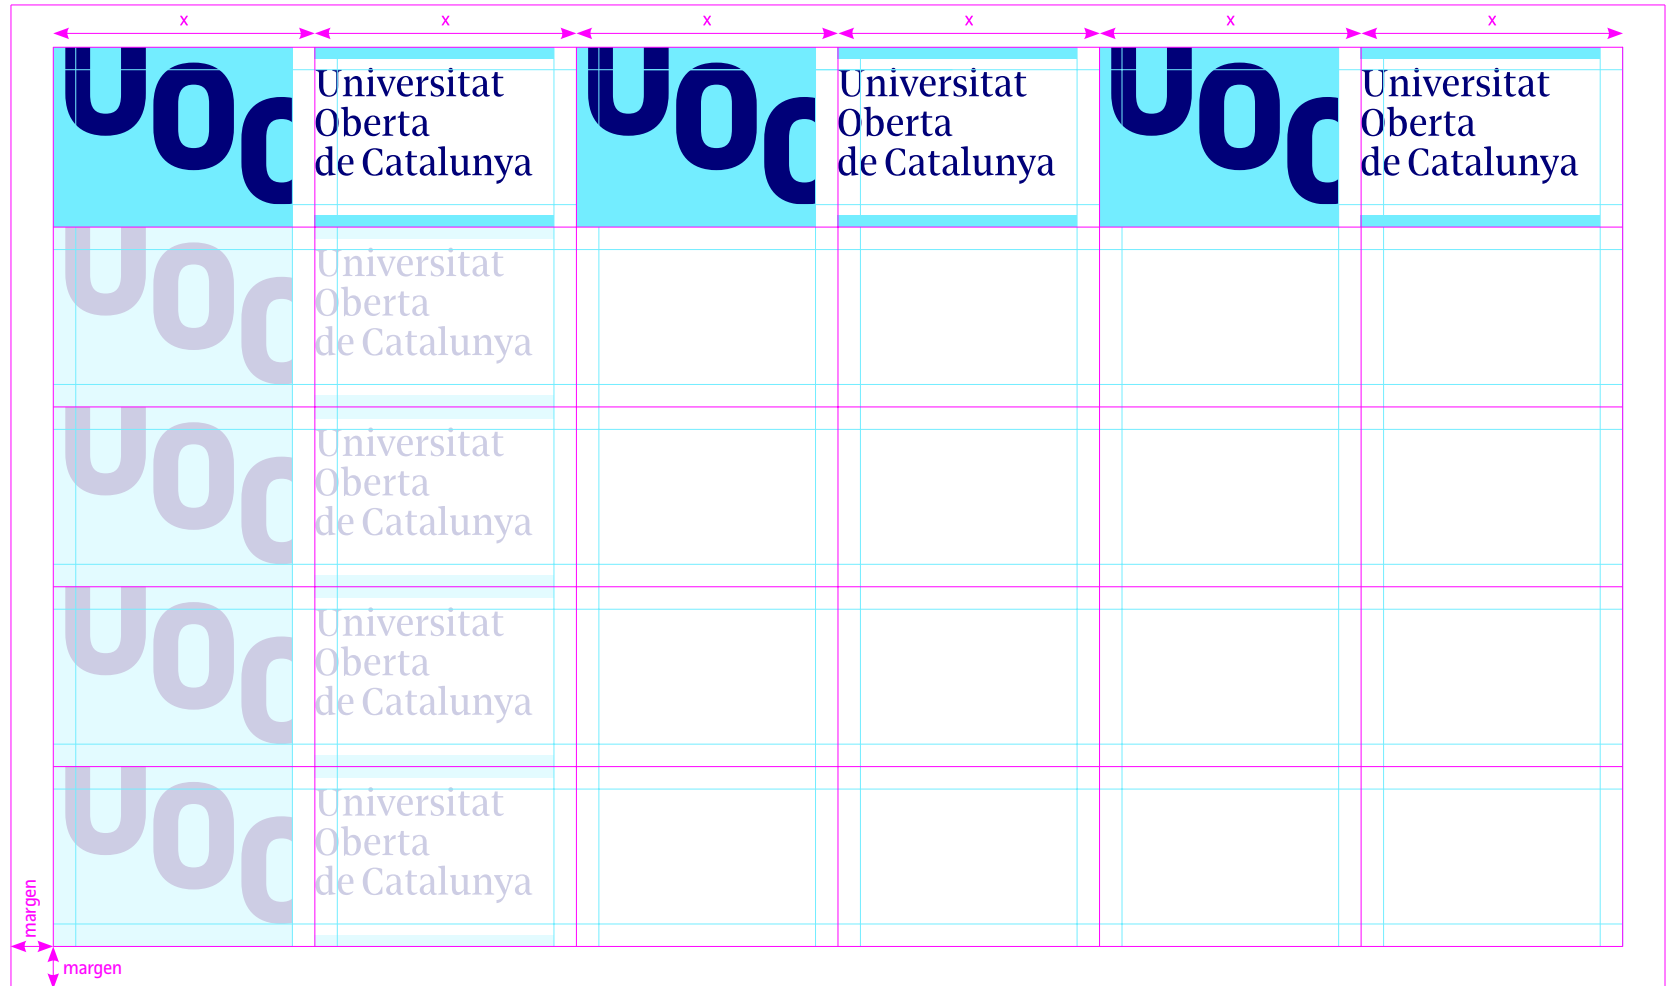 x x x x x x
UOC Universitat UOC Universitat UOC Universitat
Oberta Oberta Oberta
de Catalunya de Catalunya de Catalunya
UOC Universitat
Oberta
de Catalunya
UOC Universitat
Oberta
de Catalunya
UOC Universitat
Oberta
de Catalunya
UOC Universitat
Oberta
de Catalunya
margen
margen